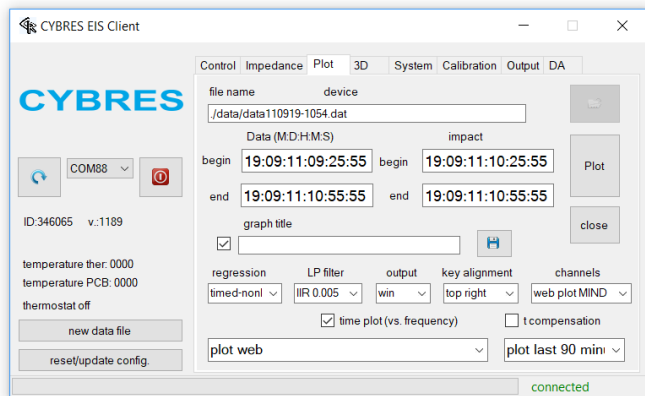 CYBRES EIS Client
CYBRES
COM88
ID:346065 v.:1189
temperature ther: 0000
temperature PCB: 0000
thermostat off
new data file
reset/update config.
Control Impedance Plot 3D System Calibration Output DA
file name device
./data/data110919-1054.dat
Data (M:D:H:M:S) impact
begin 19:09:11:09:25:55 begin 19:09:11:10:25:55
end 19:09:11:10:55:55 end 19:09:11:10:55:55
Plot
close
graph title
regression LP filter output key alignment channels
timed-nonl IIR 0.005 win top right web plot MIND
time plot (vs. frequency) t compensation
plot web plot last 90 minu
connected